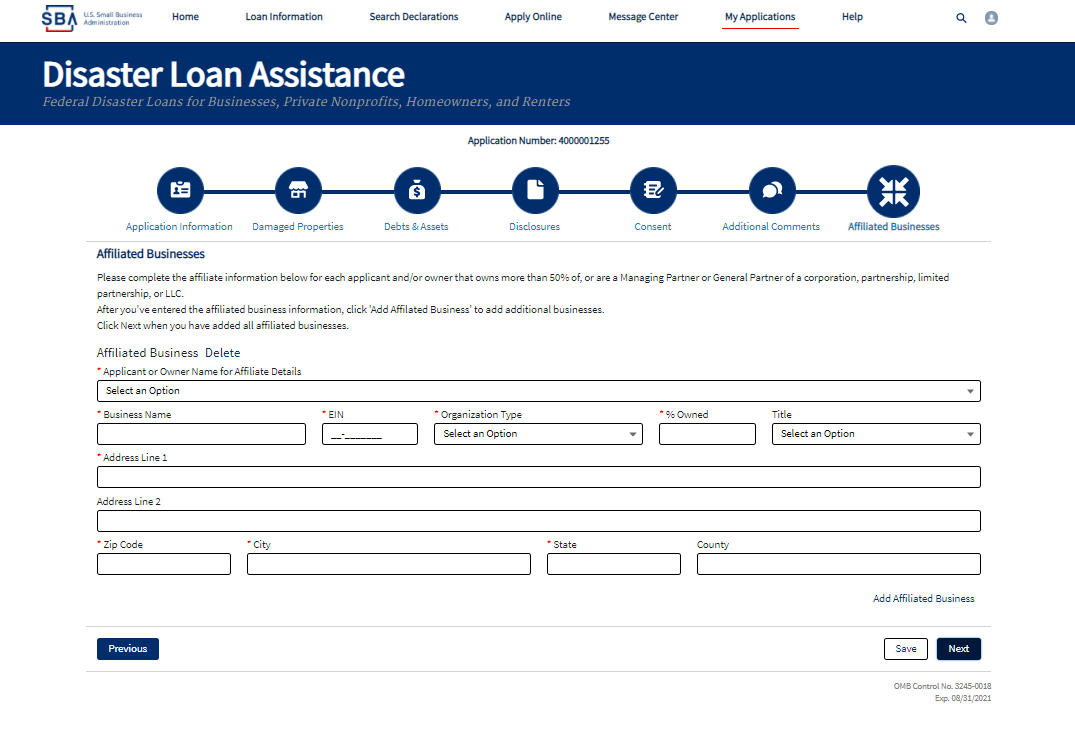 SBA U.S. Small Business Administration
Home Loan Information Search Declarations Apply Online Message Center My Applications Help
Disaster Loan Assistance
Federal Disaster Loans for Businesses, Private Nonprofits, Homeowners, and Renters
Application Number: 4000001255
Application Information Damaged Properties Debts & Assets Disclosures Consent Additional Comments Affiliated Businesses
Affiliated Businesses
Please complete the affiliate information below for each applicant and/or owner that owns more than 50% of, or are a Managing Partner or General Partner of a corporation, partnership, limited
partnership, or LLC.
After you've entered the affiliated business information, click 'Add Affilated Business' to add additional businesses.
Click Next when you have added all affiliated businesses.
Affiliated Business Delete
* Applicant or Owner Name for Affiliate Details
Select an Option
* Business Name * EIN * Organization Type * % Owned Title
__-_______ Select an Option Select an Option
* Address Line 1
Address Line 2
* Zip Code * City * State County
Add Affiliated Business
Previous Save Next
OMB Control No. 3245-0018
Exp. 08/31/2021